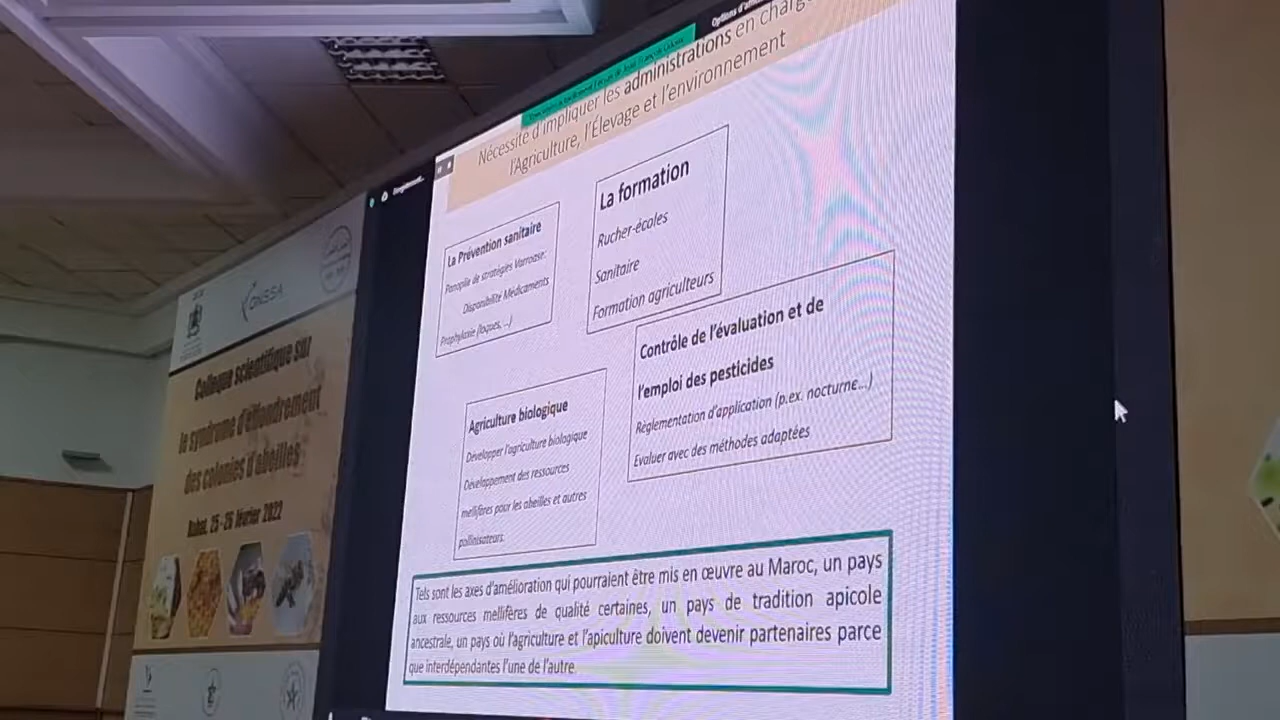 Colloque scientifique sur
le syndrome d'effondrement
des colonies d'abeilles
Rabat, 25-26 février 2022
ONSSA
Nécessité d'impliquer les administrations en charge
l'Agriculture, l'Élevage et l'environnement
La Prévention sanitaire
Panoplie de stratégies Varroase:
Disponibilité Médicaments
Prophylaxie (loques, ...)
La formation
Rucher-écoles
Sanitaire
Formation agriculteurs
Contrôle de l'évaluation et de
l'emploi des pesticides
Règlementation d'application (p.ex. nocturne...)
Evaluer avec des méthodes adaptées
Agriculture biologique
Développer l'agriculture biologique
Développement des ressources
mellifères pour les abeilles et autres
pollinisateurs.
Tels sont les axes d'amélioration qui pourraient être mis en œuvre au Maroc, un pays
aux ressources mellifères de qualité certaines, un pays de tradition apicole
ancestrale, un pays où l'agriculture et l'apiculture doivent devenir partenaires parce
que interdépendantes l'une de l'autre.